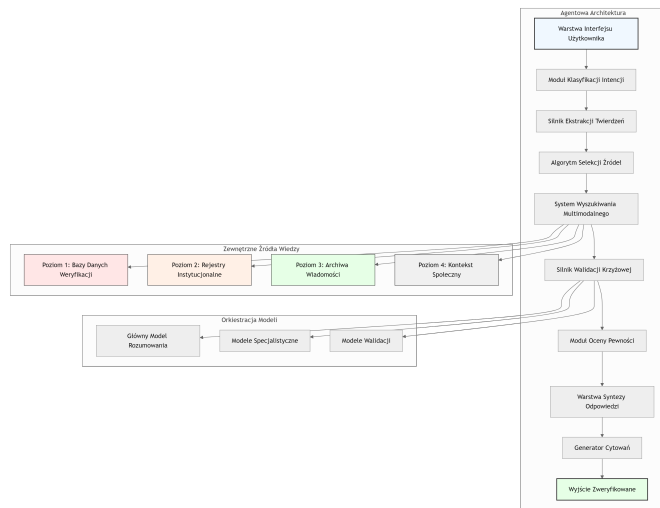 Agentowa Architektura
Warstwa Interfejsu
Użytkownika
Moduł Klasyfikacji Intencji
Silnik Ekstrakcji Twierdzeń
Algorytm Selekcji Źródeł
System Wyszukiwania
Multimodalnego
Zewnętrzne Źródła Wiedzy
Poziom 1: Bazy Danych
Weryfikacji
Poziom 2: Rejestry
Instytucjonalne
Poziom 3: Archiwa
Wiadomości
Poziom 4: Kontekst
Społeczny
Silnik Walidacji Krzyżowej
Orkiestracja Modeli
Główny Model
Rozumowania
Modele Specjalistyczne
Modele Walidacji
Moduł Oceny Pewności
Warstwa Syntezy
Odpowiedzi
Generator Cytowań
Wyjście Zweryfikowane